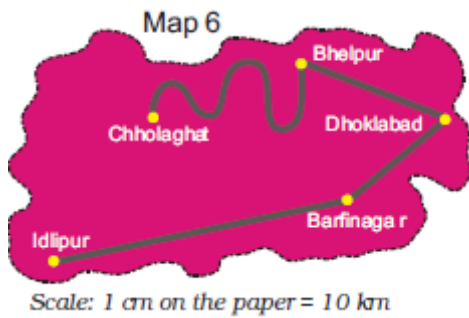 Map 6
Bhelpur
Chholaghat
Dhoklabad
Barfinaga r
Idlipur
Scale: 1 cm on the paper = 10 km